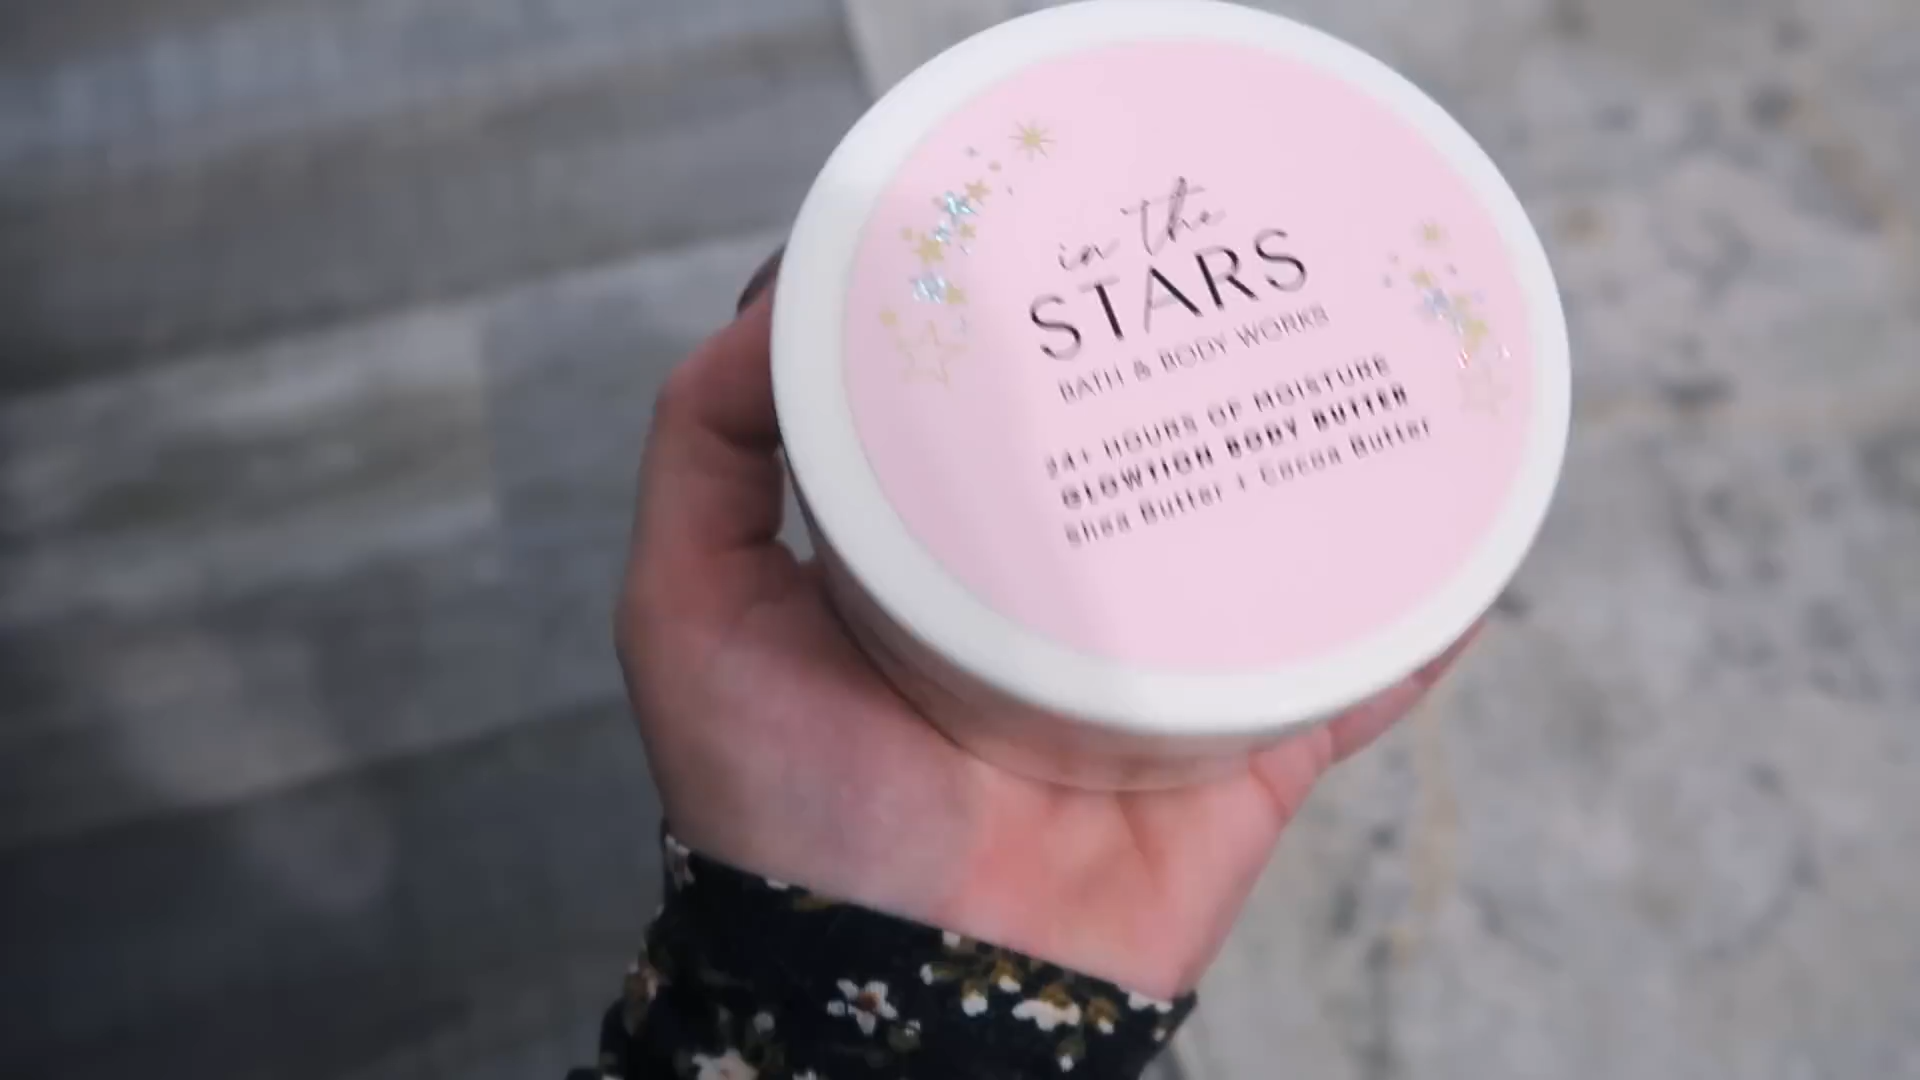 in the
STARS
BATH & BODY WORKS
24+ HOURS OF MOISTURE
GLOWTION BODY BUTTER
Shea Butter + Cocoa Butter